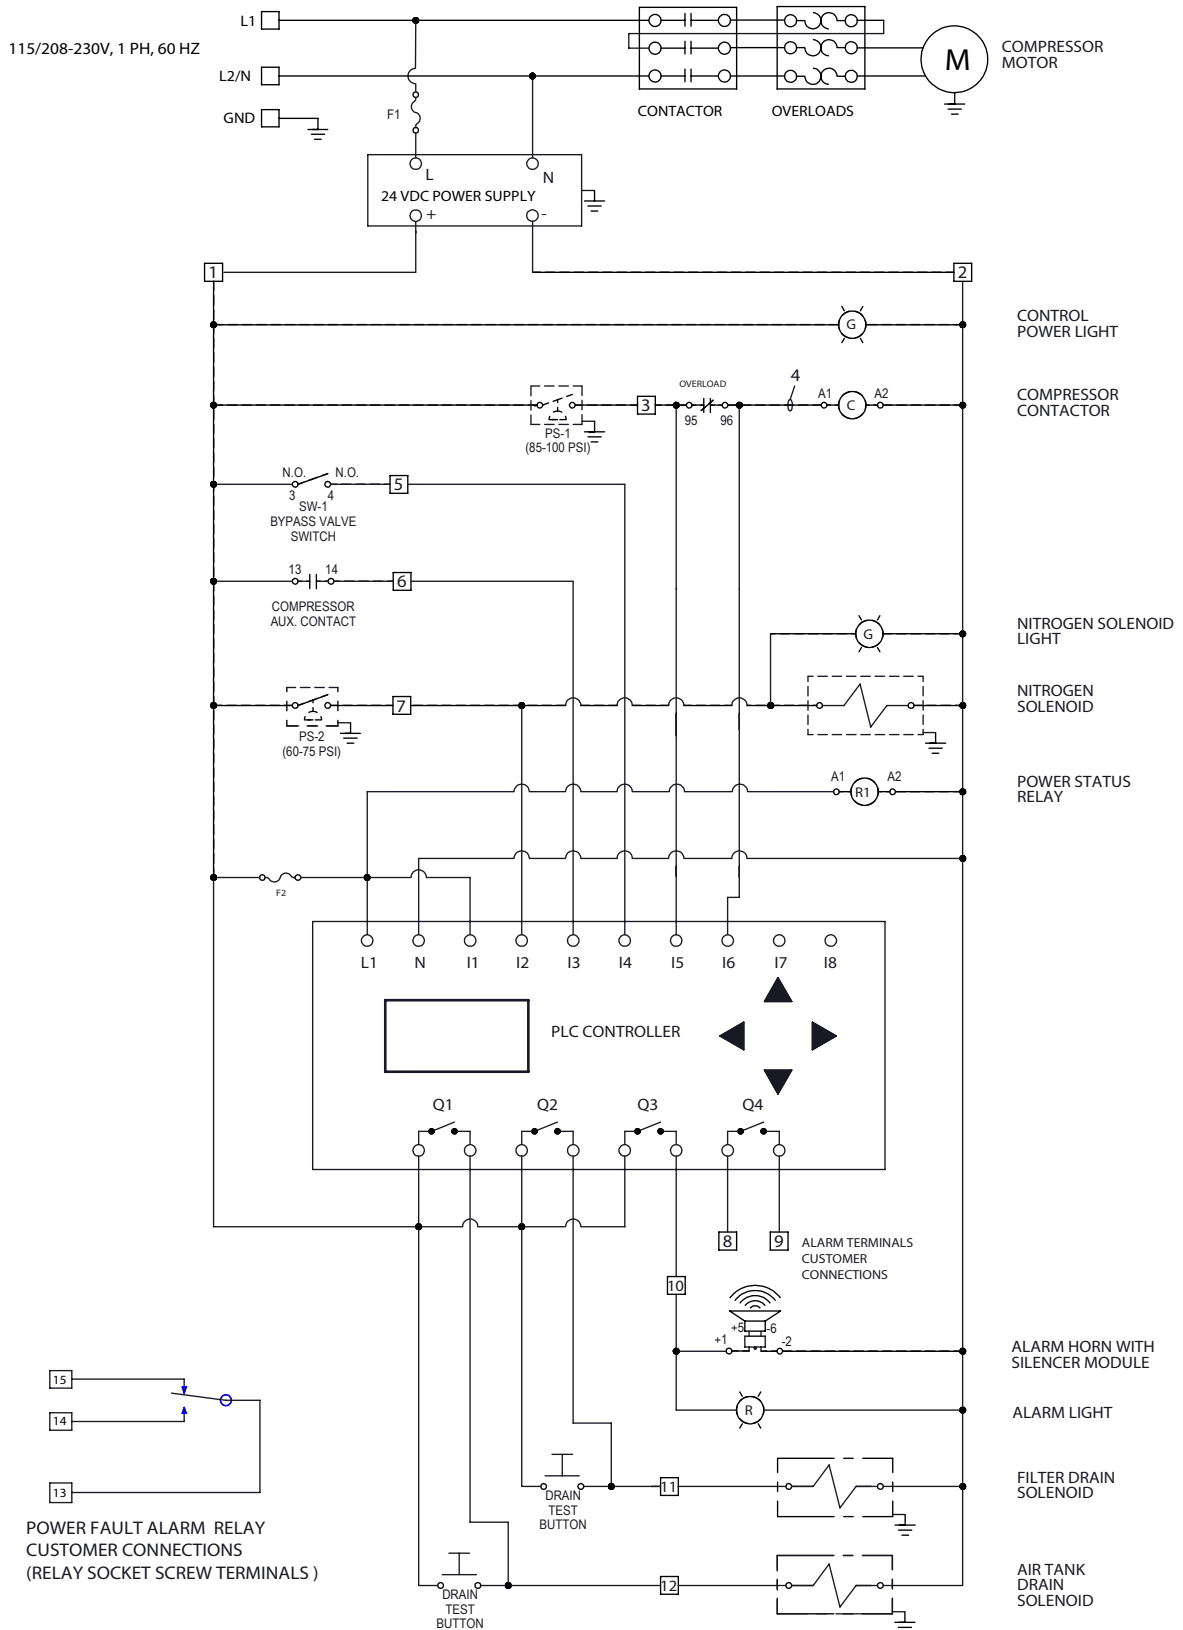 L1
115/208-230V, 1 PH, 60 HZ
L2/N
GND
F1
CONTACTOR
OVERLOADS
M
COMPRESSOR
MOTOR
L
N
24 VDC POWER SUPPLY
+
-
1
2
G
CONTROL
POWER LIGHT
PS-1
(85-100 PSI)
3
OVERLOAD
95
96
4
A1
C
A2
COMPRESSOR
CONTACTOR
N.O.
N.O.
3
4
SW-1
BYPASS VALVE
SWITCH
5
13
14
COMPRESSOR
AUX. CONTACT
6
G
NITROGEN SOLENOID
LIGHT
PS-2
(60-75 PSI)
7
NITROGEN
SOLENOID
A1
R1
A2
POWER STATUS
RELAY
F2
L1
N
I1
I2
I3
I4
I5
I6
I7
I8
PLC CONTROLLER
Q1
Q2
Q3
Q4
8
9
ALARM TERMINALS
CUSTOMER
CONNECTIONS
10
+5
-6
+1
-2
ALARM HORN WITH
SILENCER MODULE
R
ALARM LIGHT
15
14
13
POWER FAULT ALARM RELAY
CUSTOMER CONNECTIONS
(RELAY SOCKET SCREW TERMINALS )
DRAIN
TEST
BUTTON
11
FILTER DRAIN
SOLENOID
DRAIN
TEST
BUTTON
12
AIR TANK
DRAIN
SOLENOID